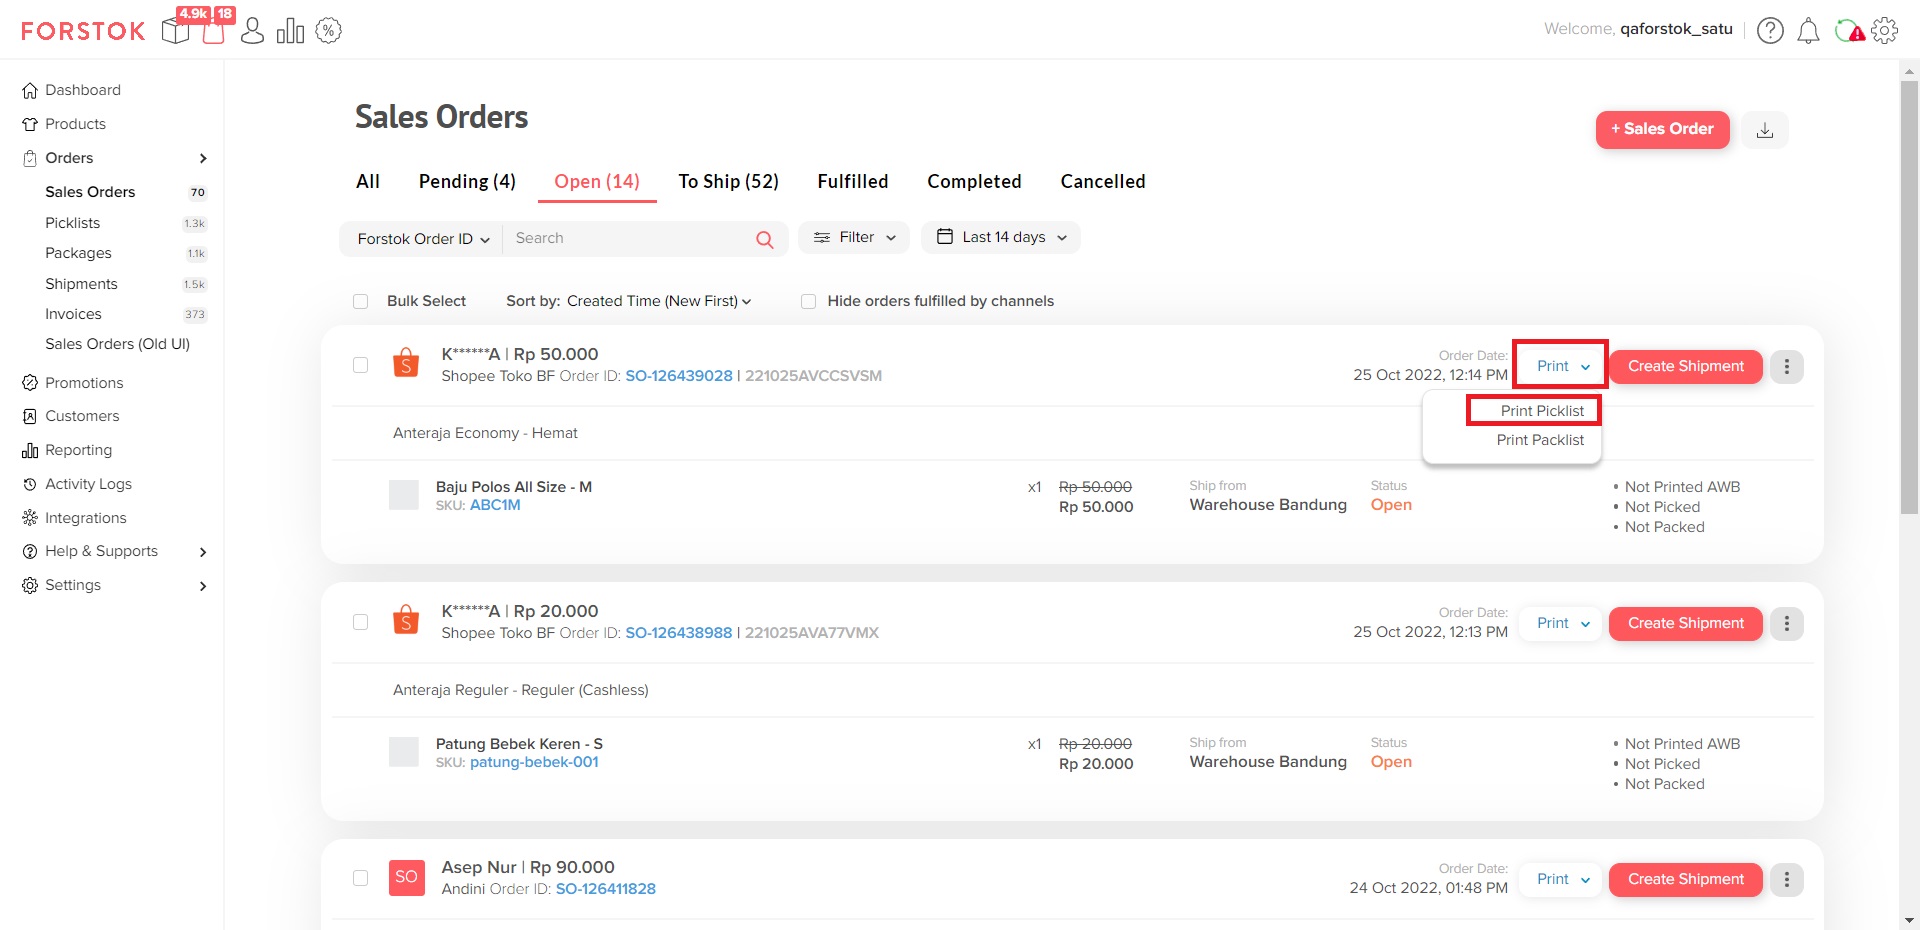 FORSTOK
4.9k
18
Welcome, qaforstok_satu
Dashboard
Products
Orders
Sales Orders 70
Picklists 1.3k
Packages 1.1k
Shipments 1.5k
Invoices 373
Sales Orders (Old UI)
Promotions
Customers
Reporting
Activity Logs
Integrations
Help & Supports
Settings
Sales Orders
+ Sales Order
All Pending (4) Open (14) To Ship (52) Fulfilled Completed Cancelled
Forstok Order ID Search Filter Last 14 days
Bulk Select Sort by: Created Time (New First) Hide orders fulfilled by channels
S
K******A | Rp 50.000
Shopee Toko BF Order ID: SO-126439028 | 221025AVCCSVSM
Order Date:
25 Oct 2022, 12:14 PM
Print
Create Shipment
Print Picklist
Print Packlist
Anteraja Economy - Hemat
Baju Polos All Size - M
SKU: ABC1M
x1
Rp 50.000
Rp 50.000
Ship from
Warehouse Bandung
Status
Open
• Not Printed AWB
• Not Picked
• Not Packed
S
K******A | Rp 20.000
Shopee Toko BF Order ID: SO-126438988 | 221025AVA77VMX
Order Date:
25 Oct 2022, 12:13 PM
Print
Create Shipment
Anteraja Reguler - Reguler (Cashless)
Patung Bebek Keren - S
SKU: patung-bebek-001
x1
Rp 20.000
Rp 20.000
Ship from
Warehouse Bandung
Status
Open
• Not Printed AWB
• Not Picked
• Not Packed
SO
Asep Nur | Rp 90.000
Andini Order ID: SO-126411828
Order Date:
24 Oct 2022, 01:48 PM
Print
Create Shipment